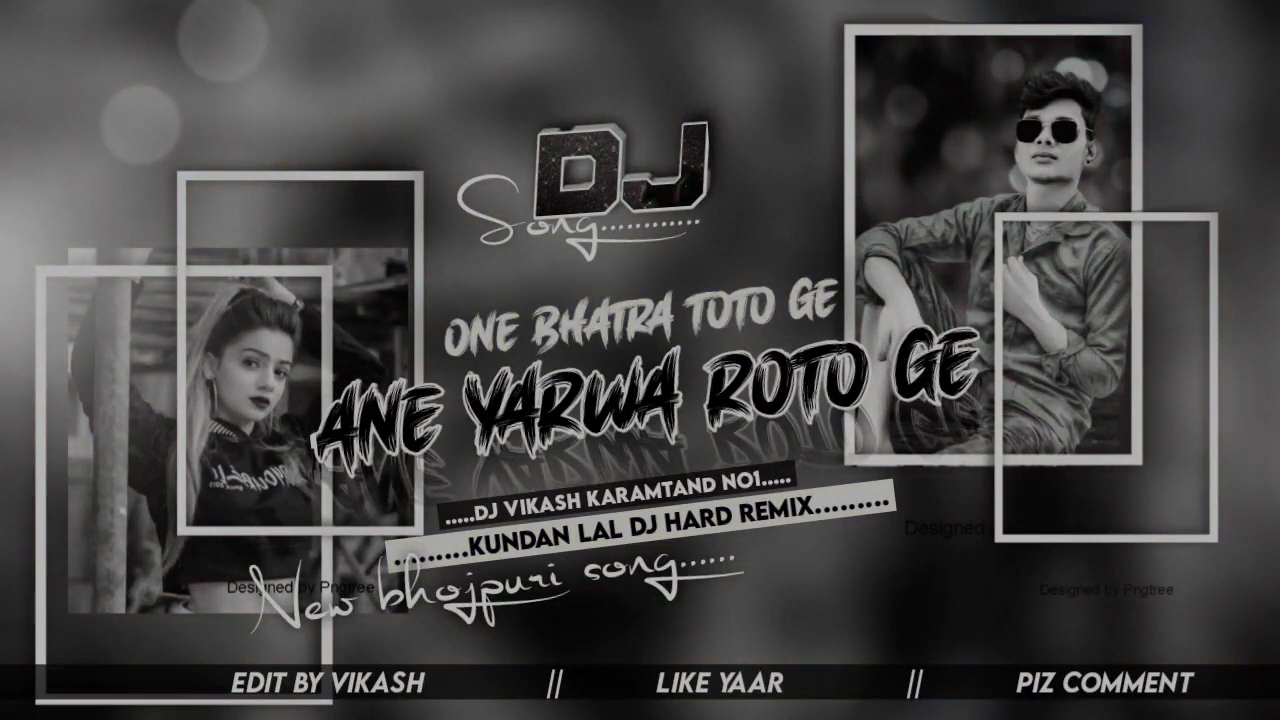 DJ
Song............
ONE BHATRA TOTO GE
ANE YARWA ROTO GE
.....DJ VIKASH KARAMTAND NO1.....
.........KUNDAN LAL DJ HARD REMIX.........
New bhojpuri song......
Designed by Pngtree
Designed
Designed by Pngtree
EDIT BY VIKASH // LIKE YAAR // PIZ COMMENT